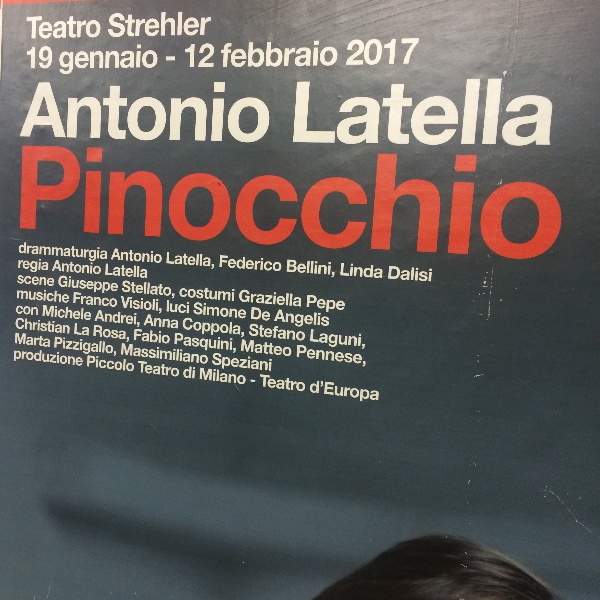 Teatro Strehler
19 gennaio - 12 febbraio 2017
Antonio Latella
Pinocchio
drammaturgia Antonio Latella, Federico Bellini, Linda Dalisi
regia Antonio Latella
scene Giuseppe Stellato, costumi Graziella Pepe
musiche Franco Visioli, luci Simone De Angelis
con Michele Andrei, Anna Coppola, Stefano Laguni,
Christian La Rosa, Fabio Pasquini, Matteo Pennese,
Marta Pizzigallo, Massimiliano Speziani
produzione Piccolo Teatro di Milano - Teatro d'Europa